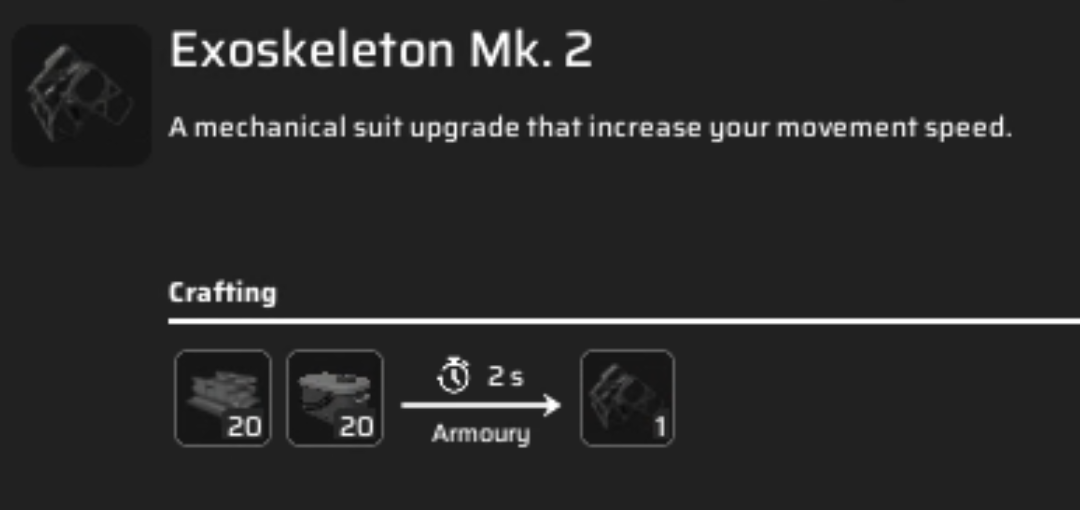 Exoskeleton Mk. 2
A mechanical suit upgrade that increase your movement speed.
Crafting
2 s
20 20 Armoury 1